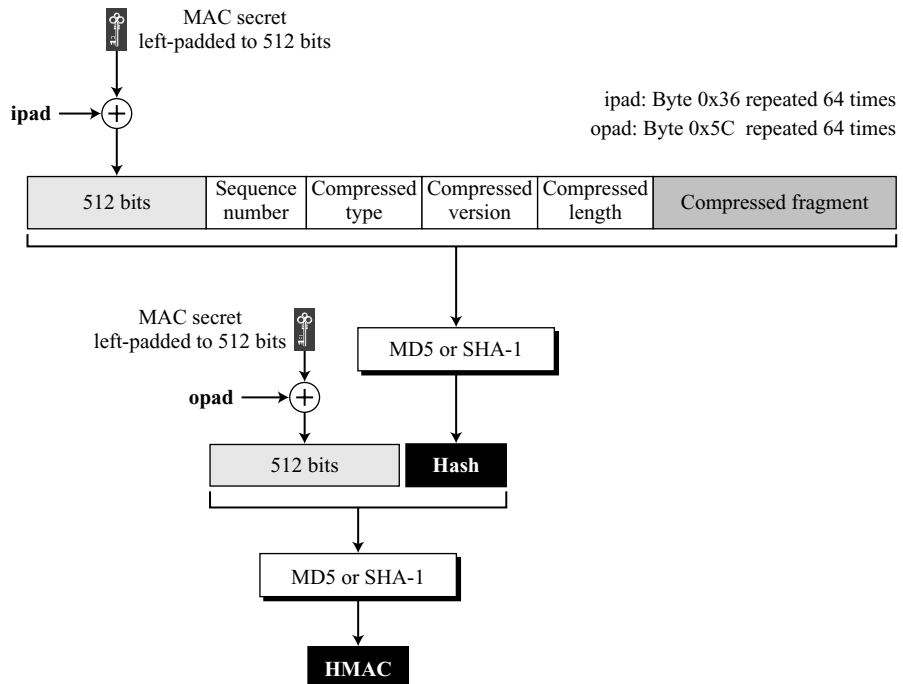 MAC secret
left-padded to 512 bits
ipad
ipad: Byte 0x36 repeated 64 times
opad: Byte 0x5C repeated 64 times
512 bits
Sequence
number
Compressed
type
Compressed
version
Compressed
length
Compressed fragment
MAC secret
left-padded to 512 bits
MD5 or SHA-1
opad
512 bits
Hash
MD5 or SHA-1
HMAC